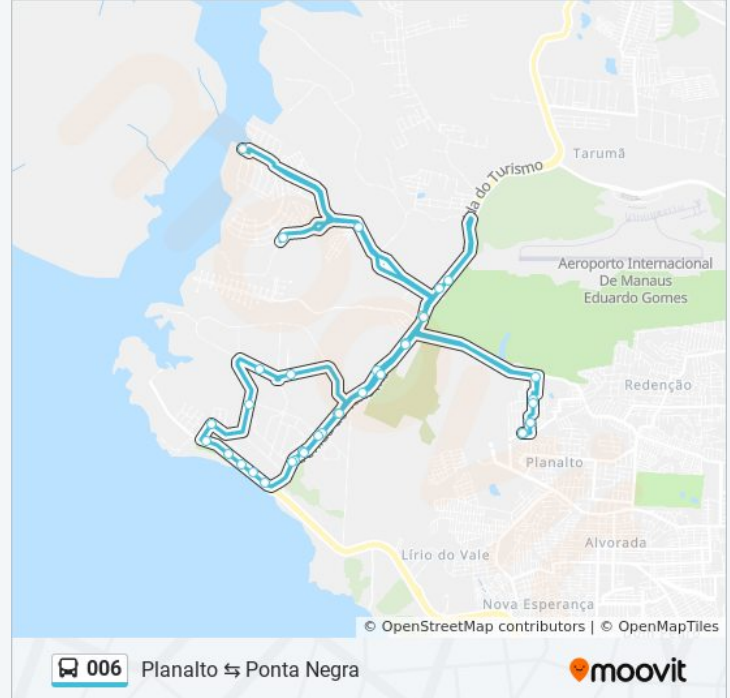 Tarumã
da do Turismo
Aeroporto Internacional
De Manaus
Eduardo Gomes
Redenção
Planalto
Alvorada
Lírio do Vale
Nova Esperança
© OpenStreetMap contributors | © OpenMapTiles
006 Planalto ⇆ Ponta Negra
moovit